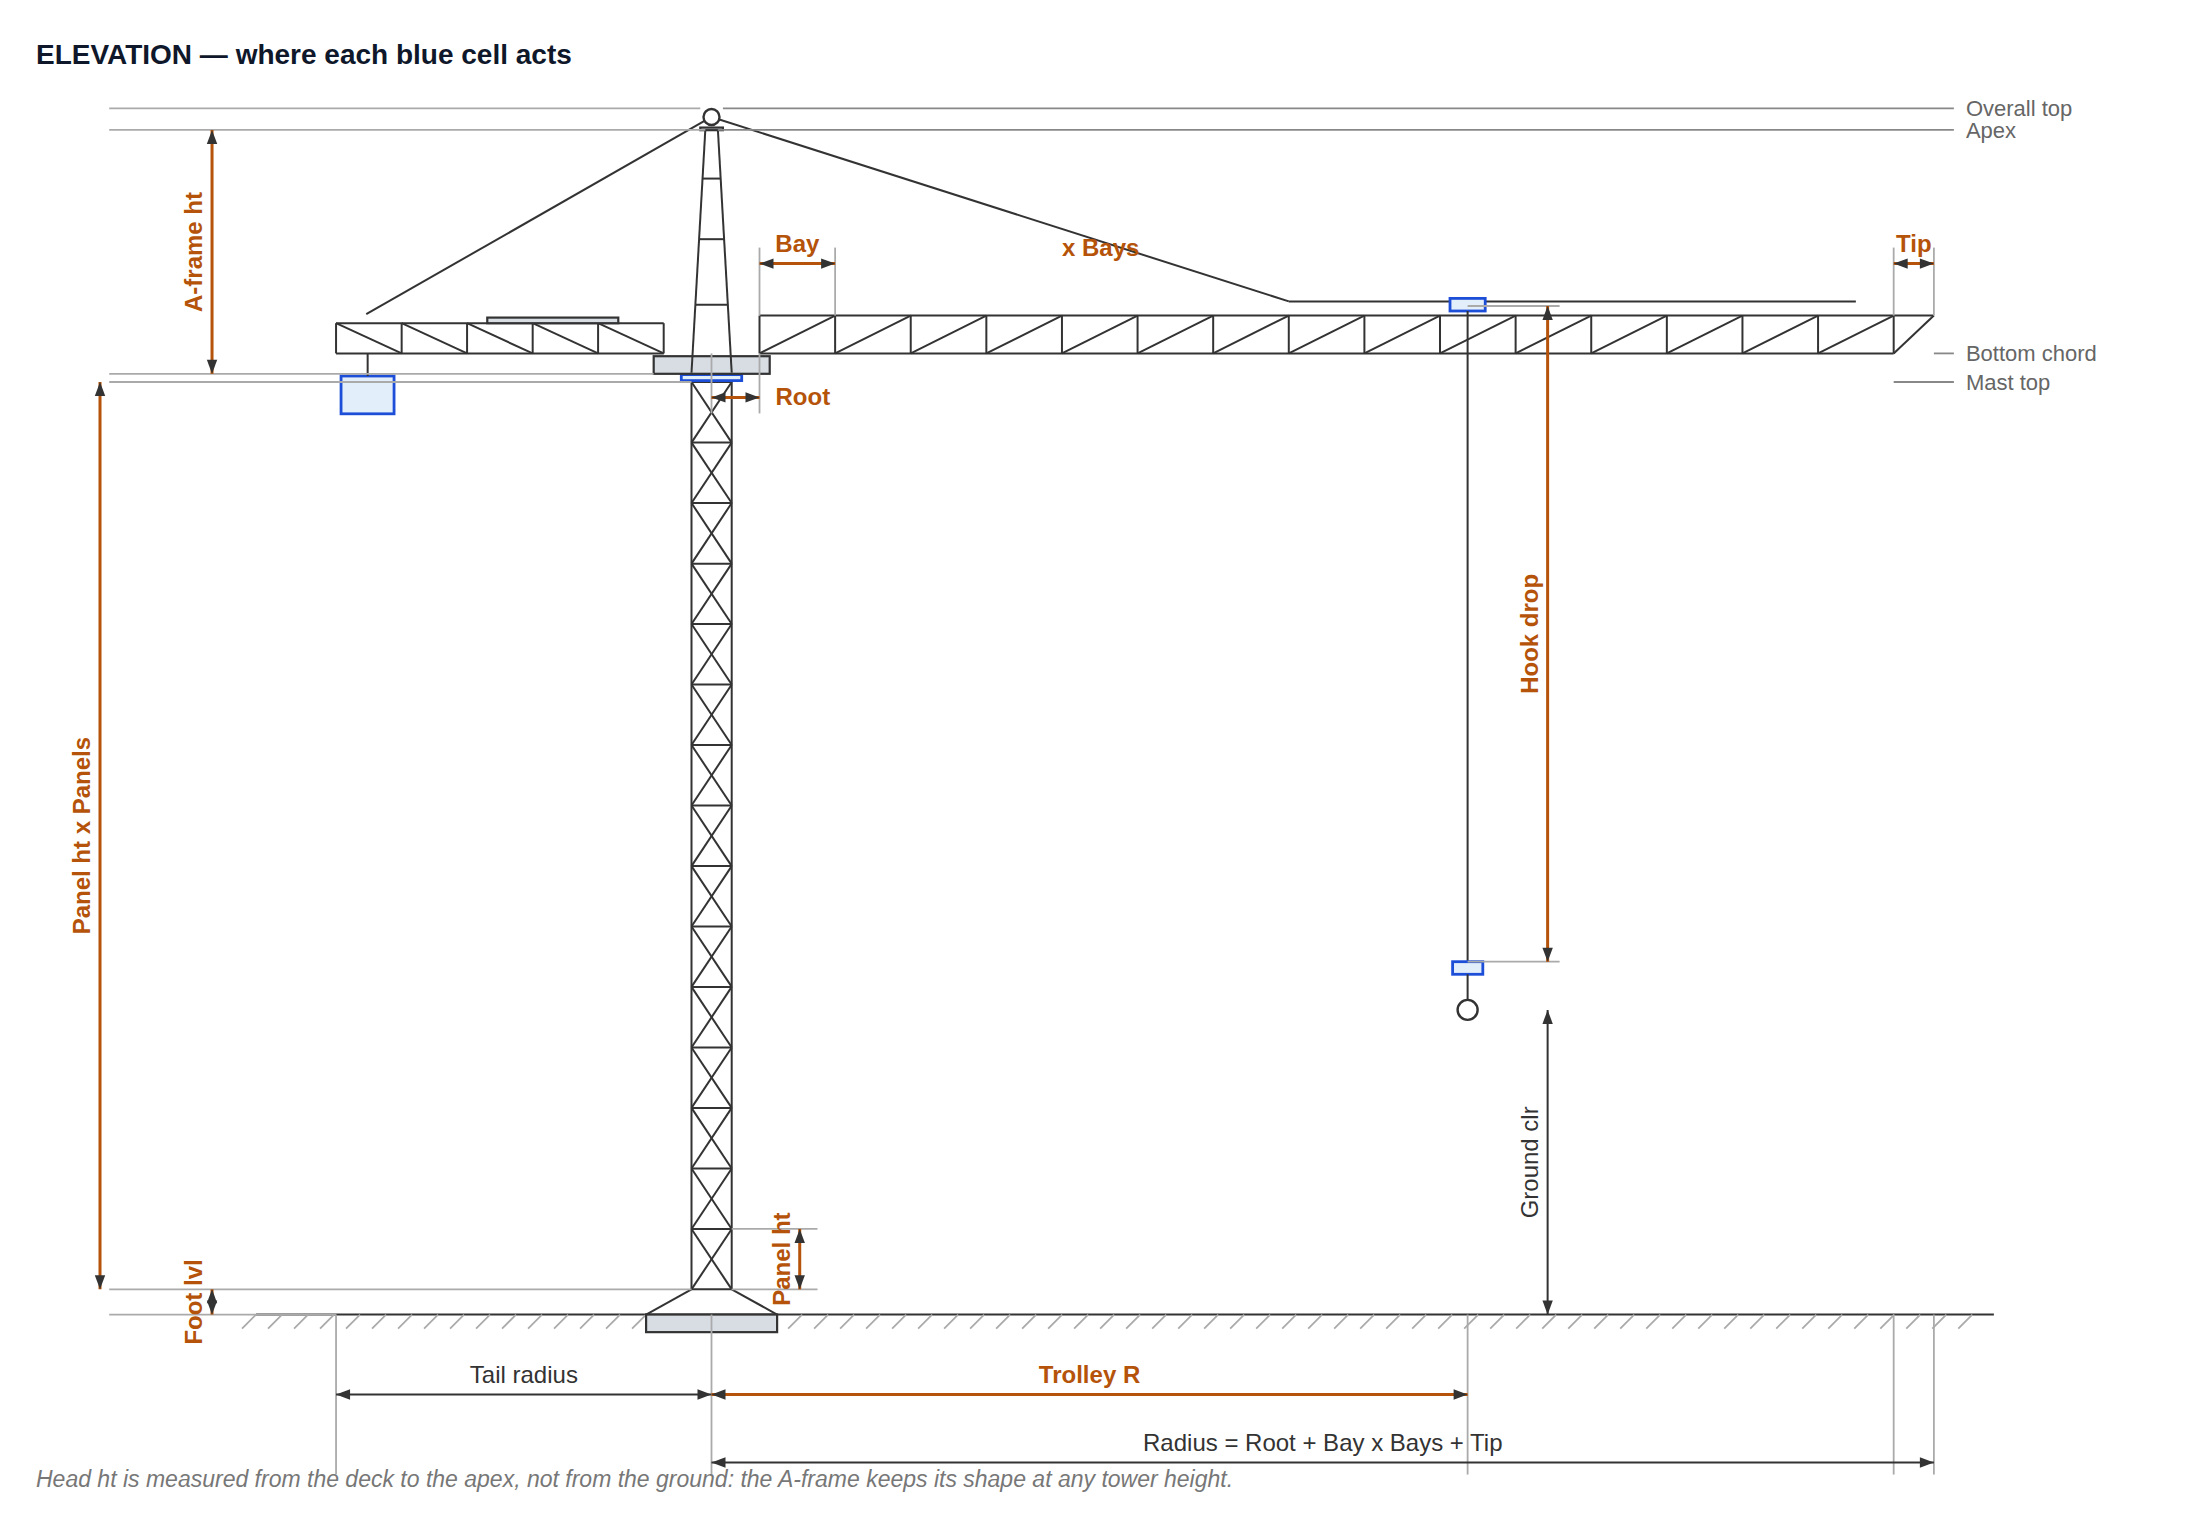 ELEVATION — where each blue cell acts
Overall top
Apex
A-frame ht
Bay
x Bays
Tip
Bottom chord
Mast top
Root
Hook drop
Panel ht x Panels
Ground clr
Panel ht
Foot lvl
Tail radius
Trolley R
Radius = Root + Bay x Bays + Tip
Head ht is measured from the deck to the apex, not from the ground: the A-frame keeps its shape at any tower height.